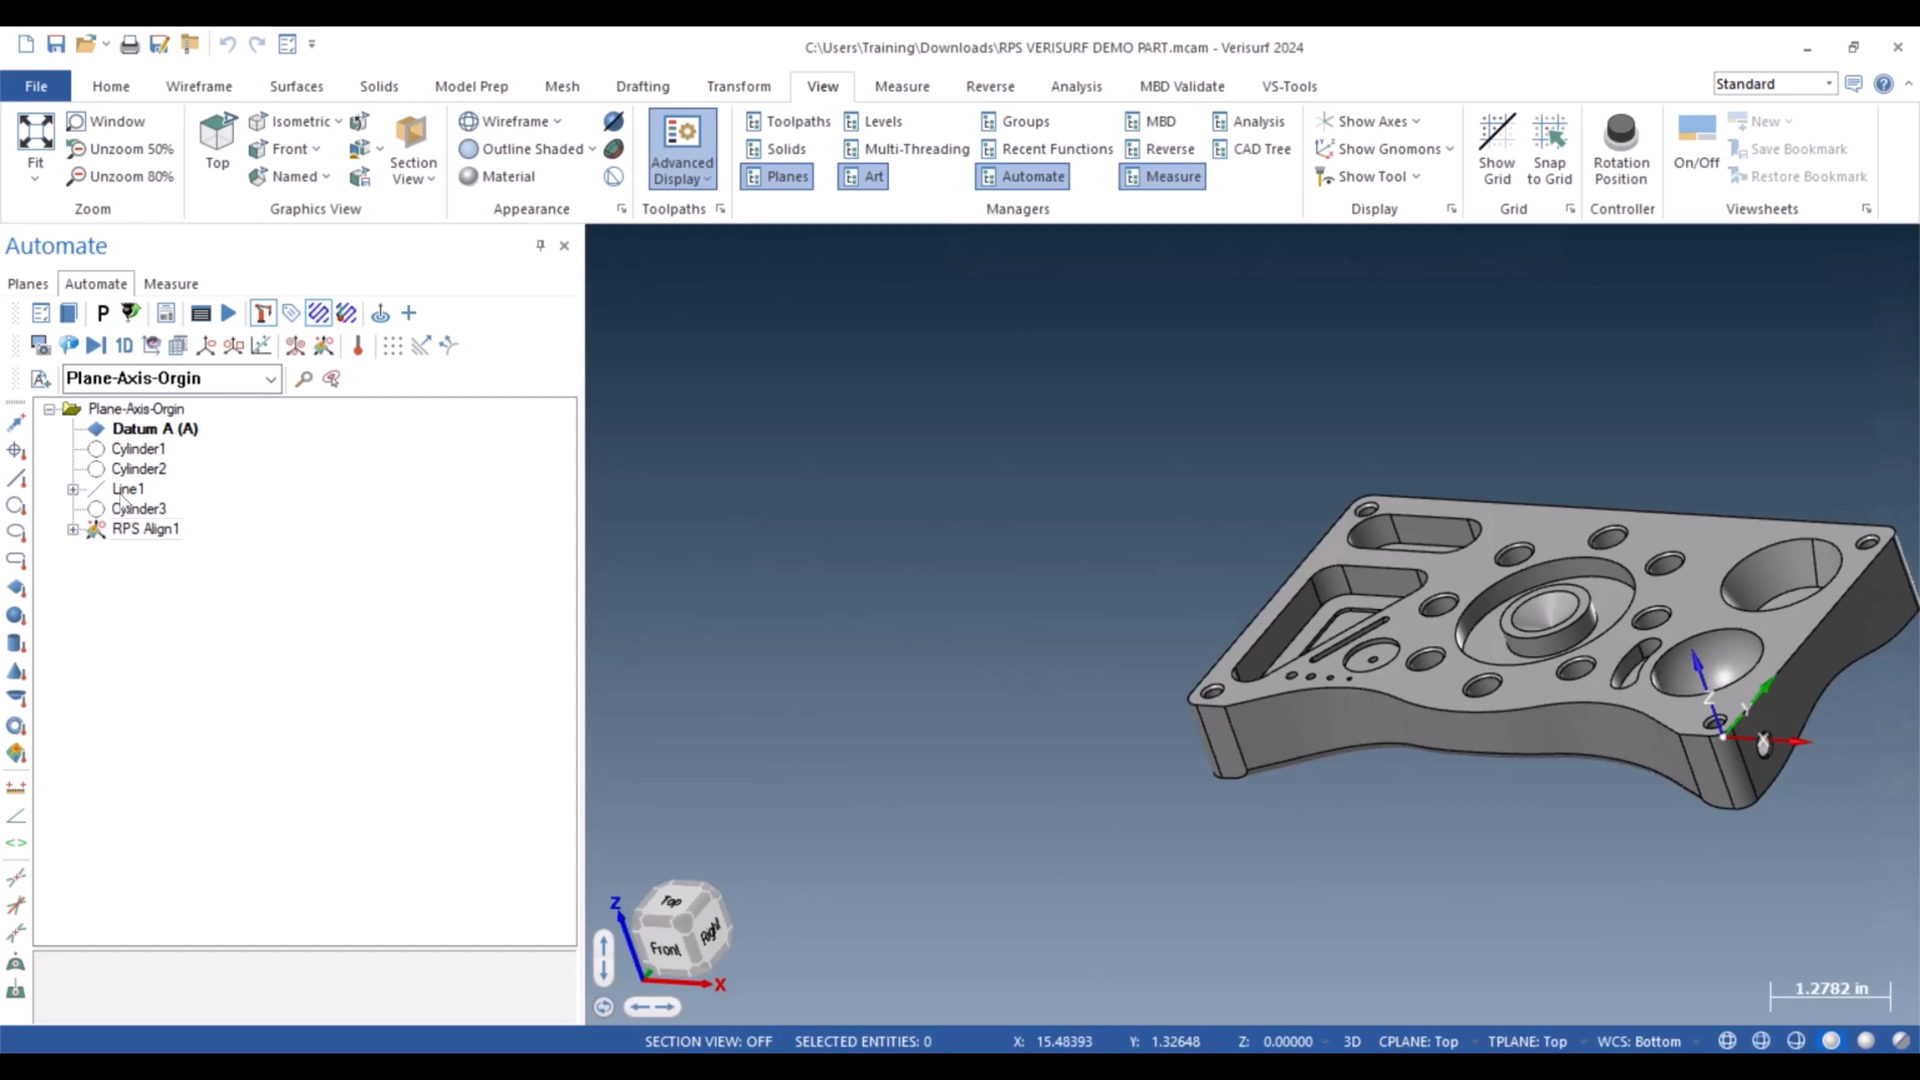 C:\Users\Training\Downloads\RPS VERISURF DEMO PART.mcam - Verisurf 2024
File Home Wireframe Surfaces Solids Model Prep Mesh Drafting Transform View Measure Reverse Analysis MBD Validate VS-Tools Standard
Window Isometric Wireframe Toolpaths Levels Groups MBD Analysis Show Axes New
Unzoom 50% Front Outline Shaded Solids Multi-Threading Recent Functions Reverse CAD Tree Show Gnomons Save Bookmark
Unzoom 80% Named Material Planes Art Automate Measure Show Tool Restore Bookmark
Fit Top Section View Advanced Display Show Grid Snap to Grid Rotation Position On/Off
Zoom Graphics View Appearance Toolpaths Managers Display Grid Controller Viewsheets
Automate
Planes Automate Measure
P
1D
Plane-Axis-Orgin
Plane-Axis-Orgin
Datum A (A)
Cylinder1
Cylinder2
Line1
Cylinder3
RPS Align1
Z Y X
Z Top Front Right X
1.2782 in
SECTION VIEW: OFF SELECTED ENTITIES: 0 X: 15.48393 Y: 1.32648 Z: 0.00000 3D CPLANE: Top TPLANE: Top WCS: Bottom